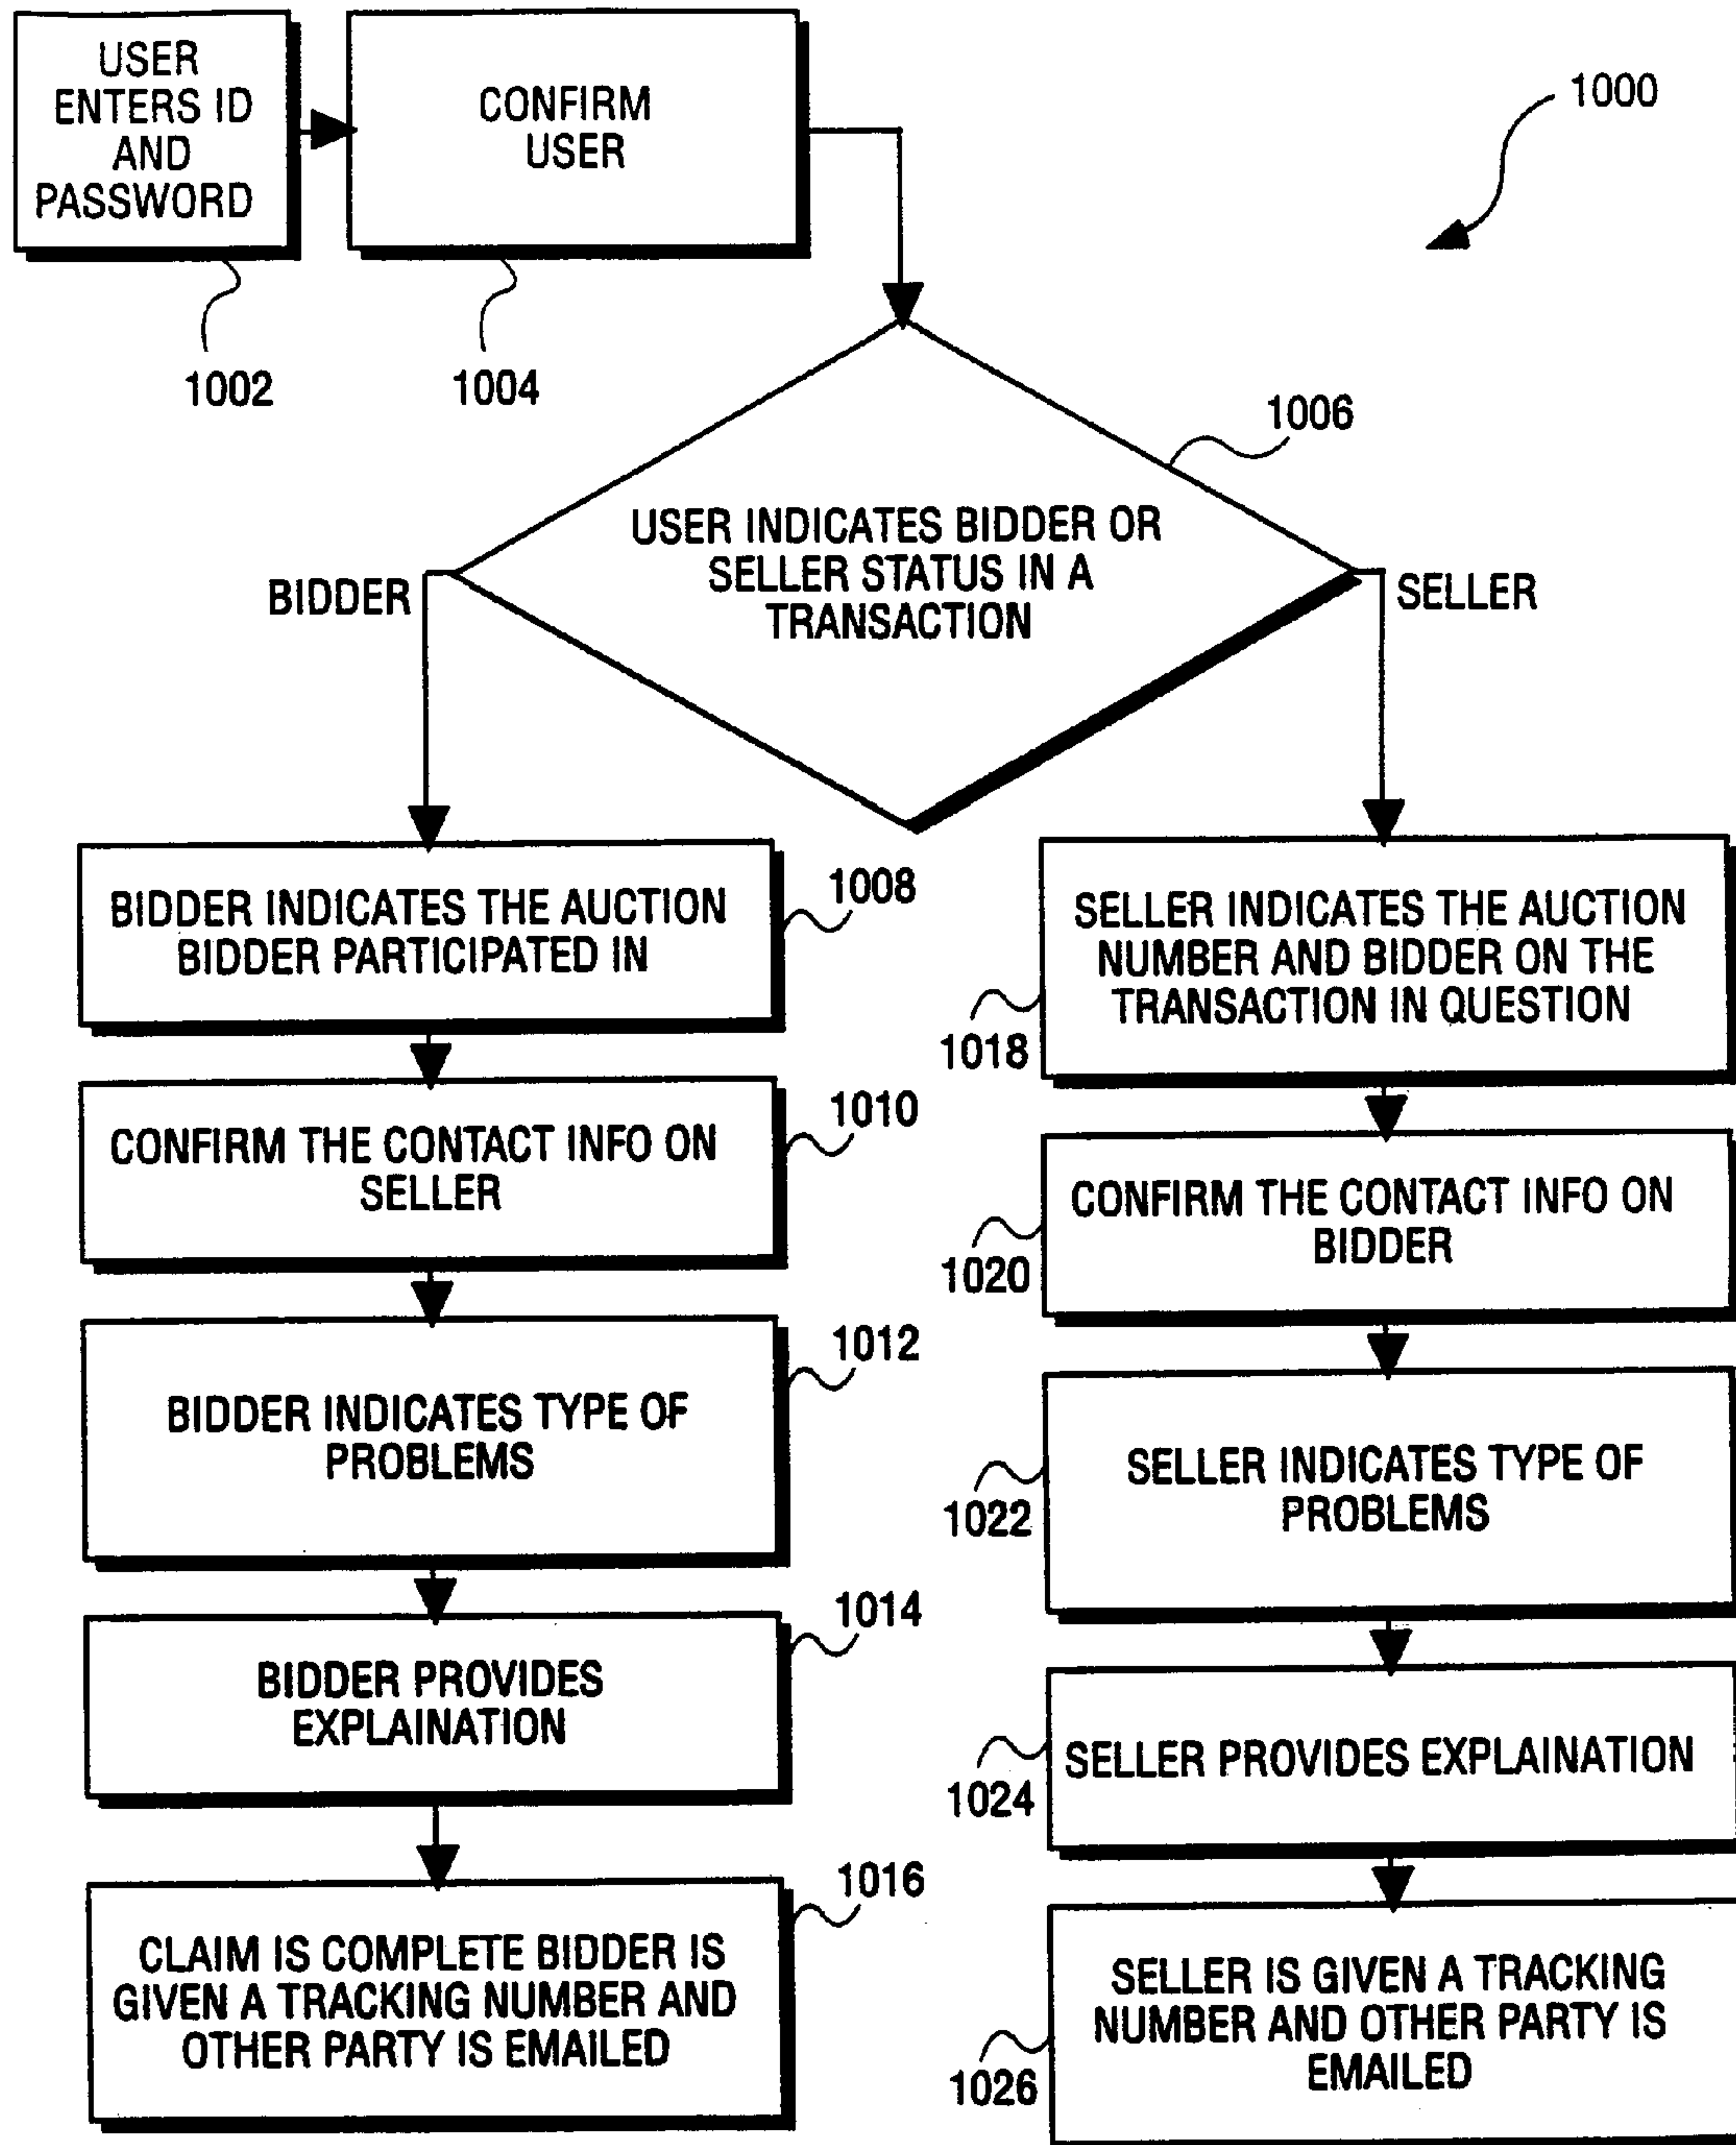 USER
ENTERS ID
AND
PASSWORD
1002
CONFIRM
USER
1004
1000
1006
USER INDICATES BIDDER OR
SELLER STATUS IN A
TRANSACTION
BIDDER
SELLER
BIDDER INDICATES THE AUCTION
BIDDER PARTICIPATED IN
1008
CONFIRM THE CONTACT INFO ON
SELLER
1010
BIDDER INDICATES TYPE OF
PROBLEMS
1012
BIDDER PROVIDES
EXPLAINATION
1014
CLAIM IS COMPLETE BIDDER IS
GIVEN A TRACKING NUMBER AND
OTHER PARTY IS EMAILED
1016
SELLER INDICATES THE AUCTION
NUMBER AND BIDDER ON THE
TRANSACTION IN QUESTION
1018
CONFIRM THE CONTACT INFO ON
BIDDER
1020
SELLER INDICATES TYPE OF
PROBLEMS
1022
SELLER PROVIDES EXPLAINATION
1024
SELLER IS GIVEN A TRACKING
NUMBER AND OTHER PARTY IS
EMAILED
1026